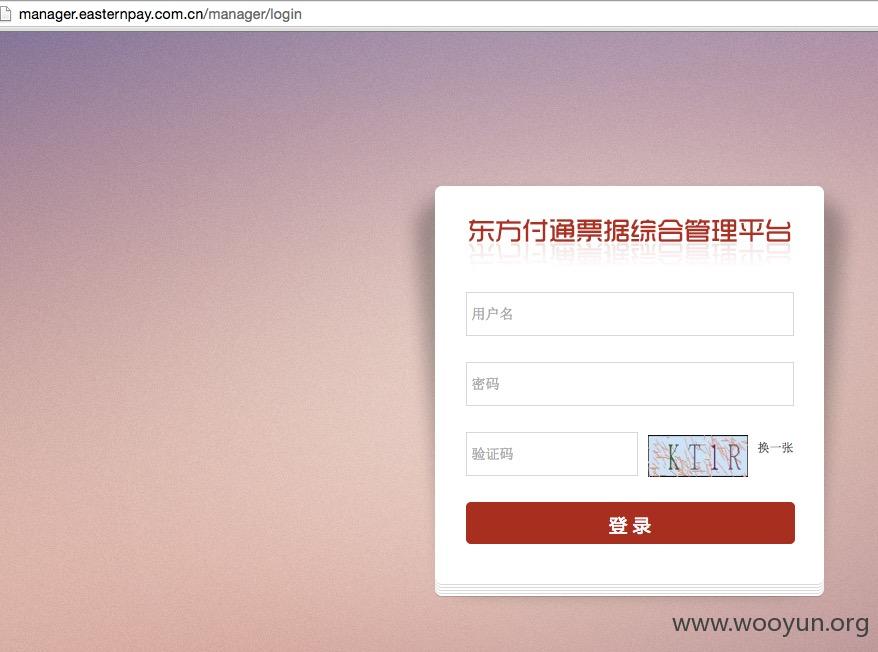 manager.easternpay.com.cn/manager/login
东方付通票据综合管理平台
用户名
密码
验证码 KT1R 换一张
登录
www.wooyun.org